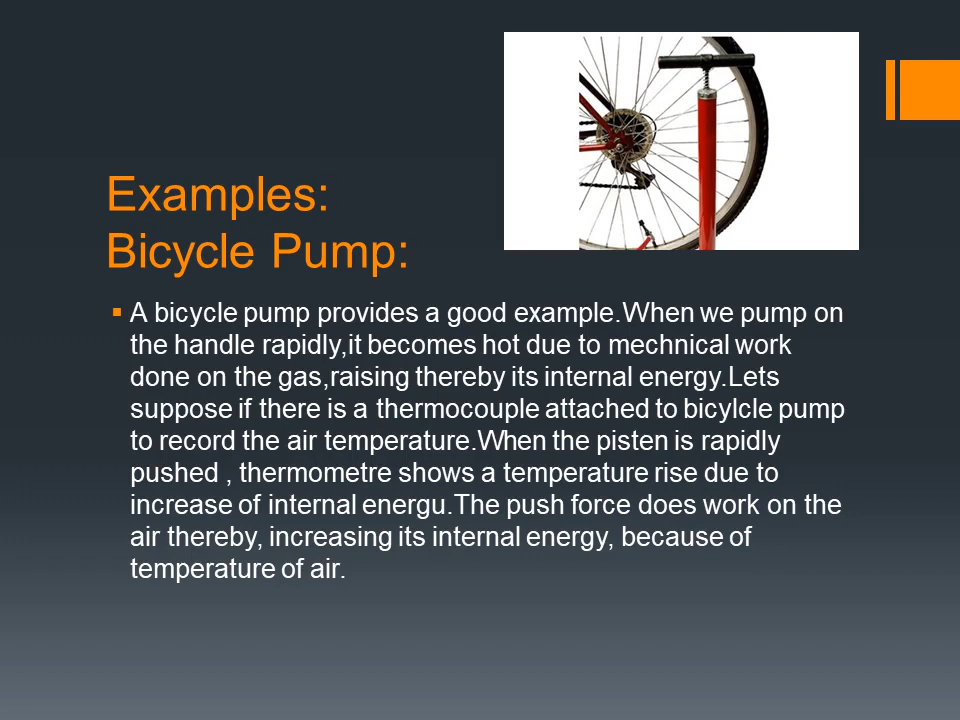 Examples:
Bicycle Pump:
A bicycle pump provides a good example.When we pump on
the handle rapidly,it becomes hot due to mechnical work
done on the gas,raising thereby its internal energy.Lets
suppose if there is a thermocouple attached to bicylcle pump
to record the air temperature.When the pisten is rapidly
pushed , thermometre shows a temperature rise due to
increase of internal energu.The push force does work on the
air thereby, increasing its internal energy, because of
temperature of air.